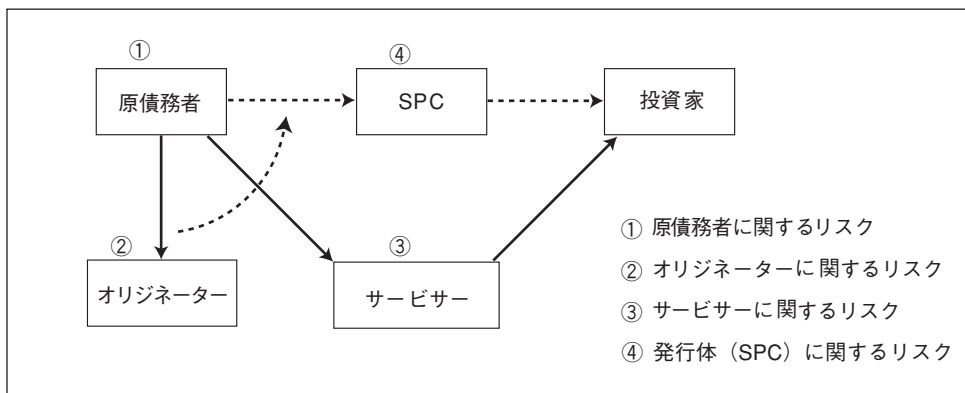 ①
④
原債務者
SPC
投資家
②
③
オリジネーター
サービサー
① 原債務者に関するリスク
② オリジネーターに関するリスク
③ サービサーに関するリスク
④ 発行体（SPC）に関するリスク